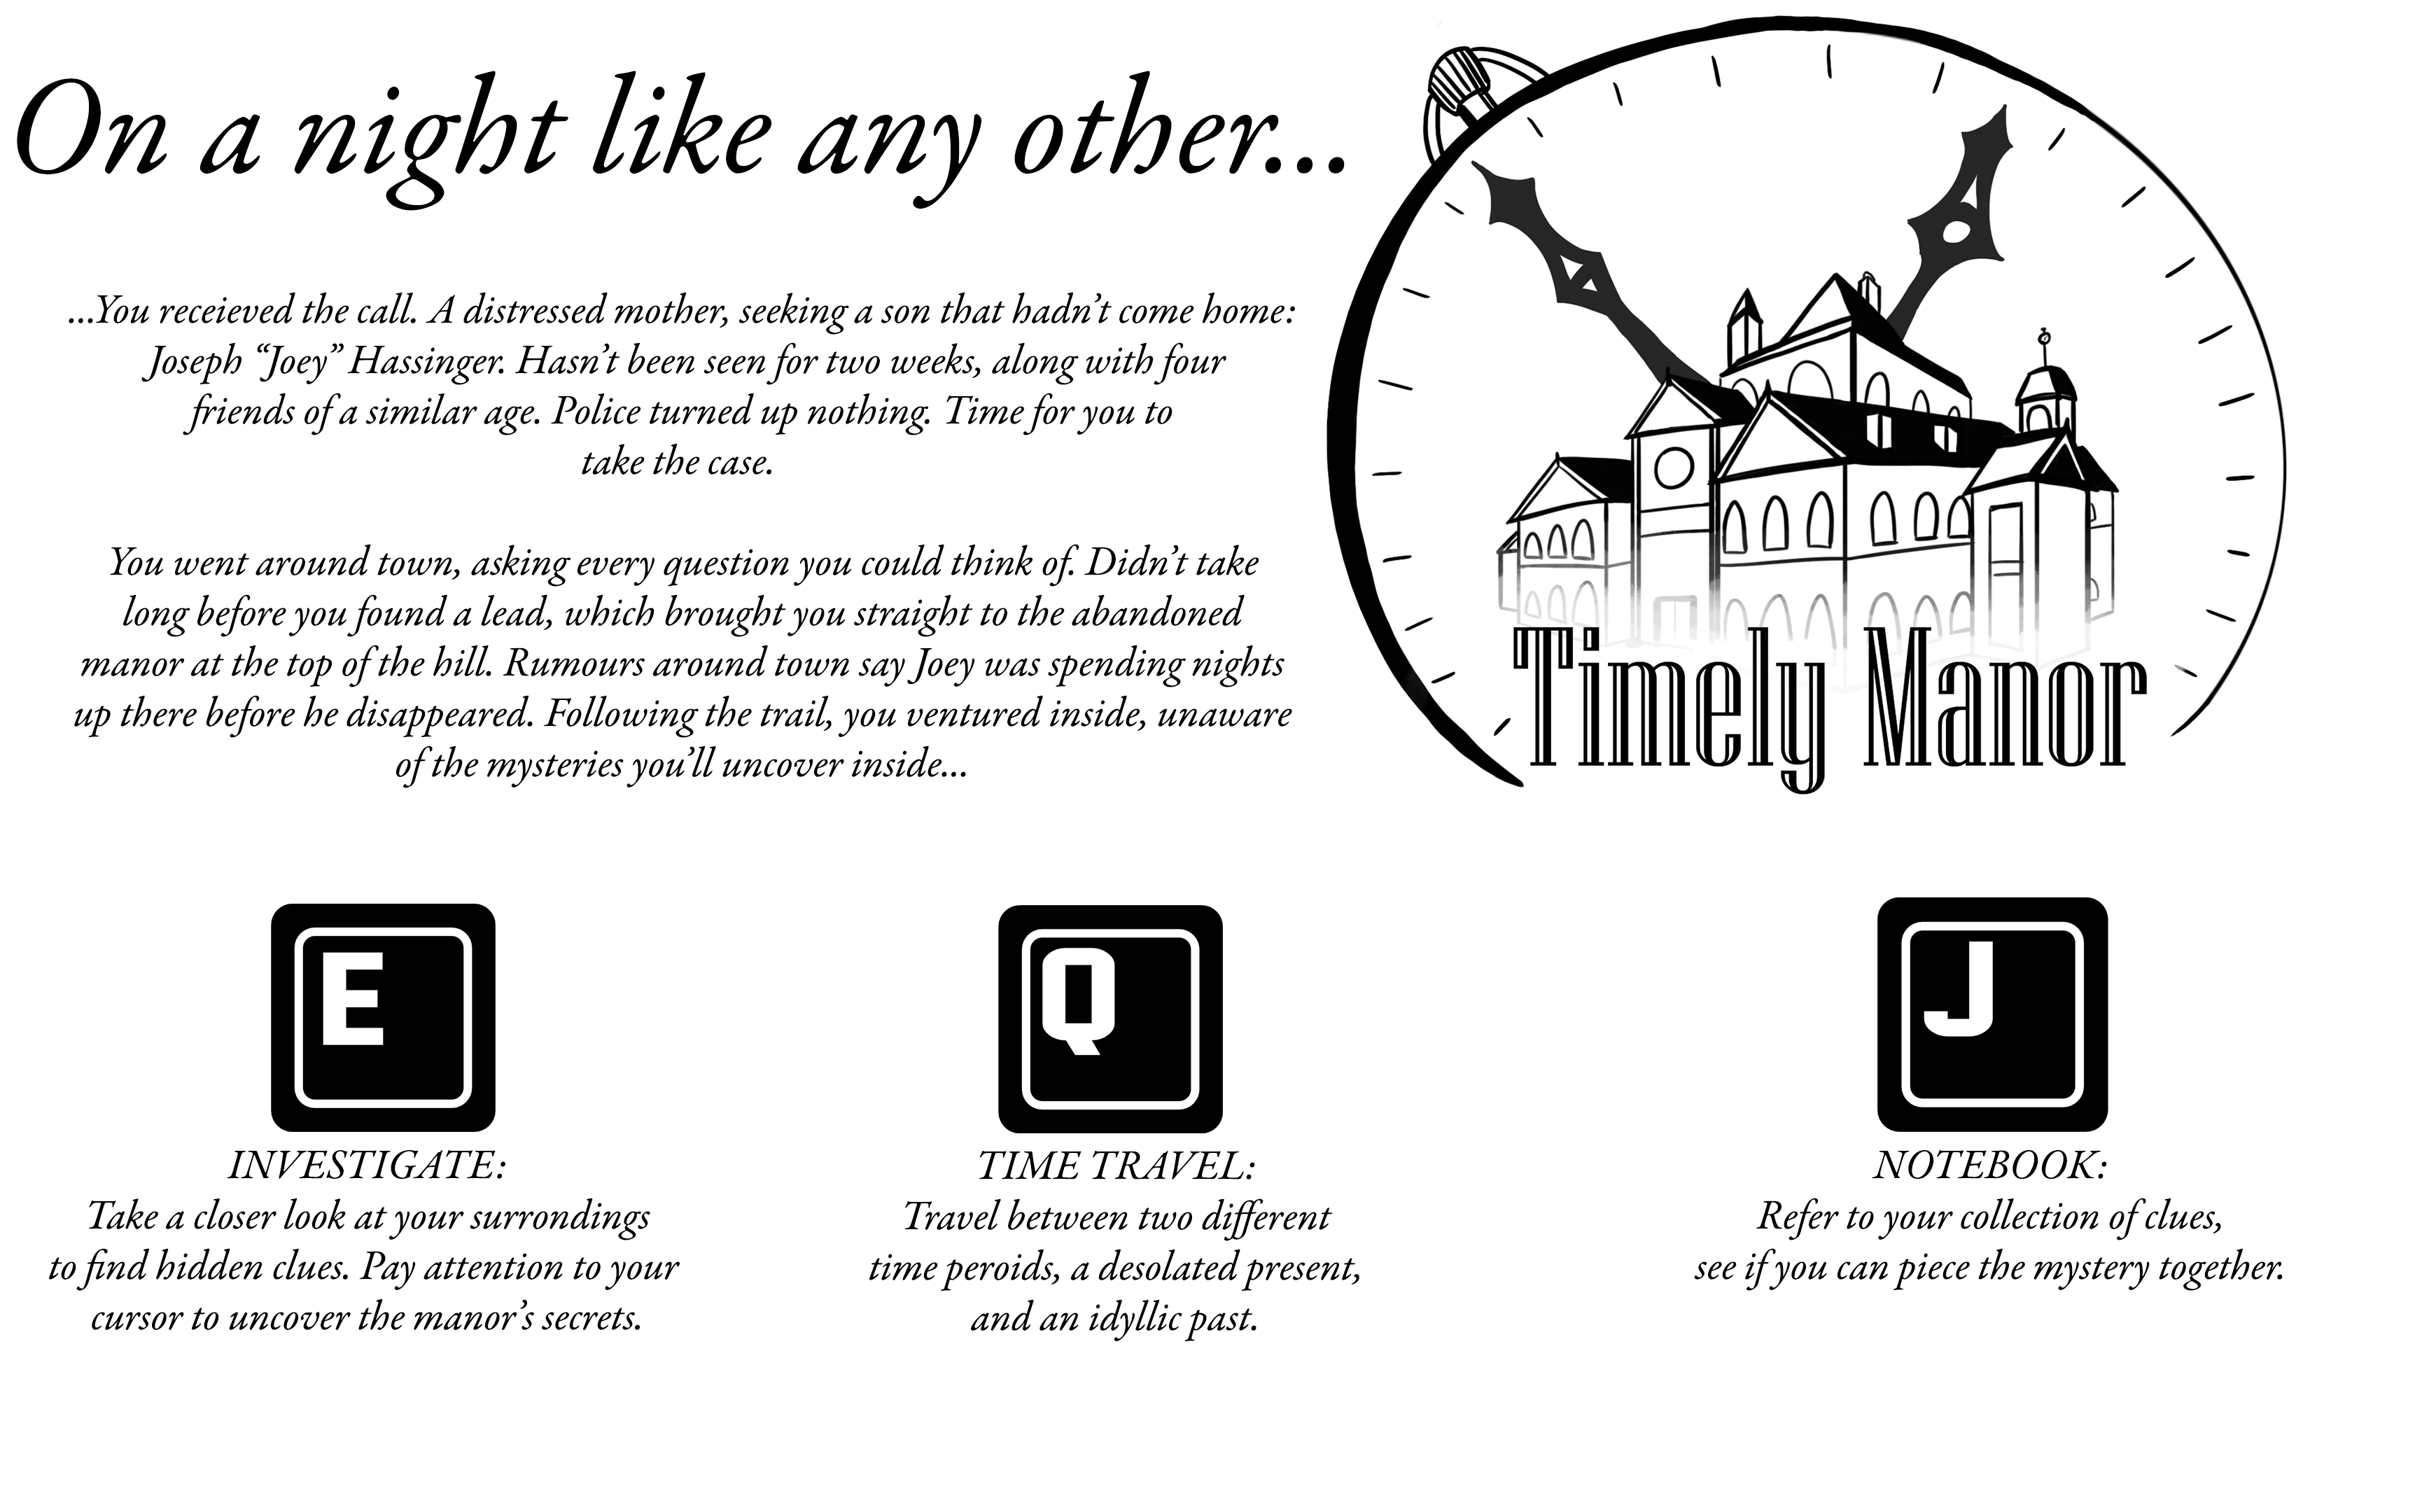 On a night like any other...
...You receieved the call. A distressed mother, seeking a son that hadn’t come home:
Joseph “Joey” Hassinger. Hasn’t been seen for two weeks, along with four
friends of a similar age. Police turned up nothing. Time for you to
take the case.
You went around town, asking every question you could think of. Didn’t take
long before you found a lead, which brought you straight to the abandoned
manor at the top of the hill. Rumours around town say Joey was spending nights
up there before he disappeared. Following the trail, you ventured inside, unaware
of the mysteries you’ll uncover inside...
Timely Manor
E
INVESTIGATE:
Take a closer look at your surrondings
to find hidden clues. Pay attention to your
cursor to uncover the manor’s secrets.
Q
TIME TRAVEL:
Travel between two different
time peroids, a desolated present,
and an idyllic past.
J
NOTEBOOK:
Refer to your collection of clues,
see if you can piece the mystery together.